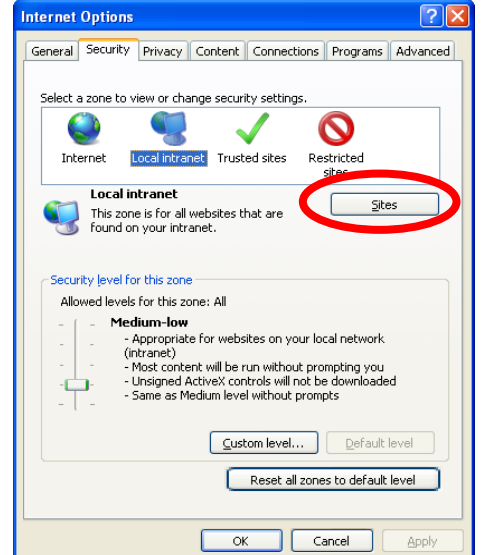 Internet Options
General Security Privacy Content Connections Programs Advanced
Select a zone to view or change security settings.
Internet Local intranet Trusted sites Restricted
sites
Local intranet
Sites
This zone is for all websites that are
found on your intranet.
Security level for this zone
Allowed levels for this zone: All
Medium-low
- Appropriate for websites on your local network
(intranet)
- Most content will be run without prompting you
- Unsigned ActiveX controls will not be downloaded
- Same as Medium level without prompts
Custom level... Default level
Reset all zones to default level
OK Cancel Apply